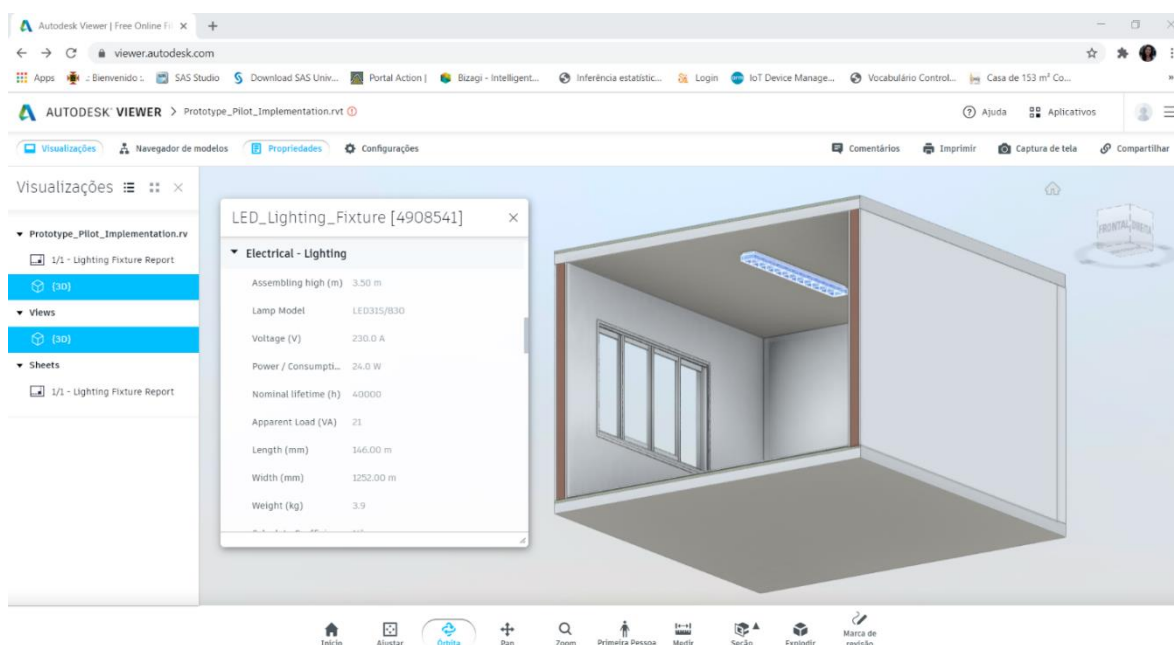 Autodesk Viewer | Free Online Fil
viewer.autodesk.com
Apps .: Bienvenido :. SAS Studio Download SAS Univ... Portal Action | Bizagi - Intelligent... Inferência estatístic... Login IoT Device Manage... Vocabulário Control... Casa de 153 m² Co...
AUTODESK® VIEWER > Prototype_Pilot_Implementation.rvt
Ajuda Aplicativos
Visualizações Navegador de modelos Propriedades Configurações
Comentários Imprimir Captura de tela Compartilhar
Visualizações
Prototype_Pilot_Implementation.rv
1/1 - Lighting Fixture Report
{3D}
Views
{3D}
Sheets
1/1 - Lighting Fixture Report
LED_Lighting_Fixture [4908541]
Electrical - Lighting
Assembling high (m) 3.50 m
Lamp Model LED31S/830
Voltage (V) 230.0 A
Power / Consumpti... 24.0 W
Nominal lifetime (h) 40000
Apparent Load (VA) 21
Length (mm) 146.00 m
Width (mm) 1252.00 m
Weight (kg) 3.9
FRONTAL DIREITA
Início Ajustar Órbita Pan Zoom Primeira Pessoa Medir Seção Explodir Marca de
revisão